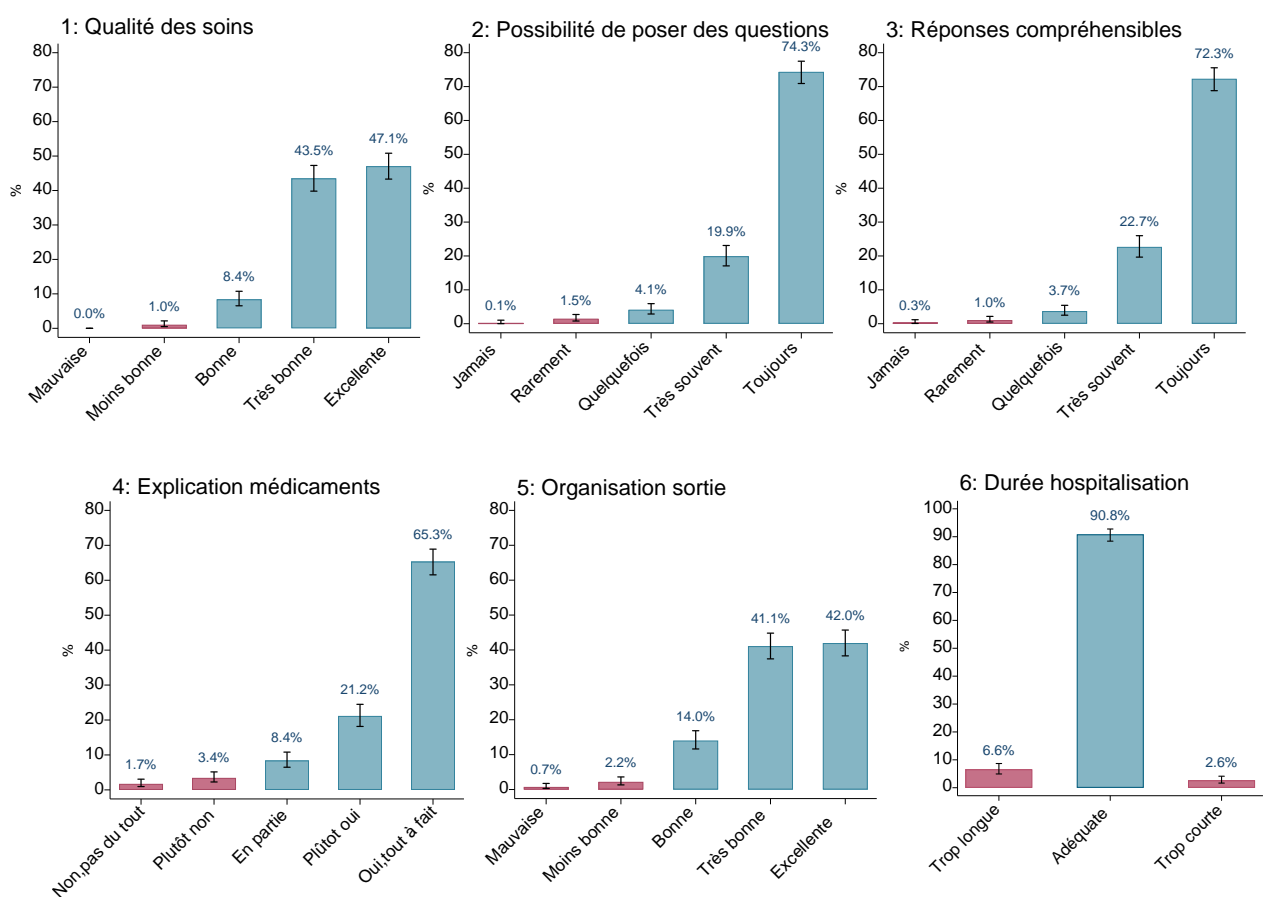 1: Qualité des soins
80
70
60
50
40
30
20
10
0
%
0.0%
1.0%
8.4%
43.5%
47.1%
Mauvaise
Moins bonne
Bonne
Très bonne
Excellente
2: Possibilité de poser des questions
80
70
60
50
40
30
20
10
0
%
0.1%
1.5%
4.1%
19.9%
74.3%
Jamais
Rarement
Quelquefois
Très souvent
Toujours
3: Réponses compréhensibles
80
70
60
50
40
30
20
10
0
%
0.3%
1.0%
3.7%
22.7%
72.3%
Jamais
Rarement
Quelquefois
Très souvent
Toujours
4: Explication médicaments
80
70
60
50
40
30
20
10
0
%
1.7%
3.4%
8.4%
21.2%
65.3%
Non,pas du tout
Plutôt non
En partie
Plûtot oui
Oui,tout à fait
5: Organisation sortie
80
70
60
50
40
30
20
10
0
%
0.7%
2.2%
14.0%
41.1%
42.0%
Mauvaise
Moins bonne
Bonne
Très bonne
Excellente
6: Durée hospitalisation
100
90
80
70
60
50
40
30
20
10
0
%
6.6%
90.8%
2.6%
Trop longue
Adéquate
Trop courte